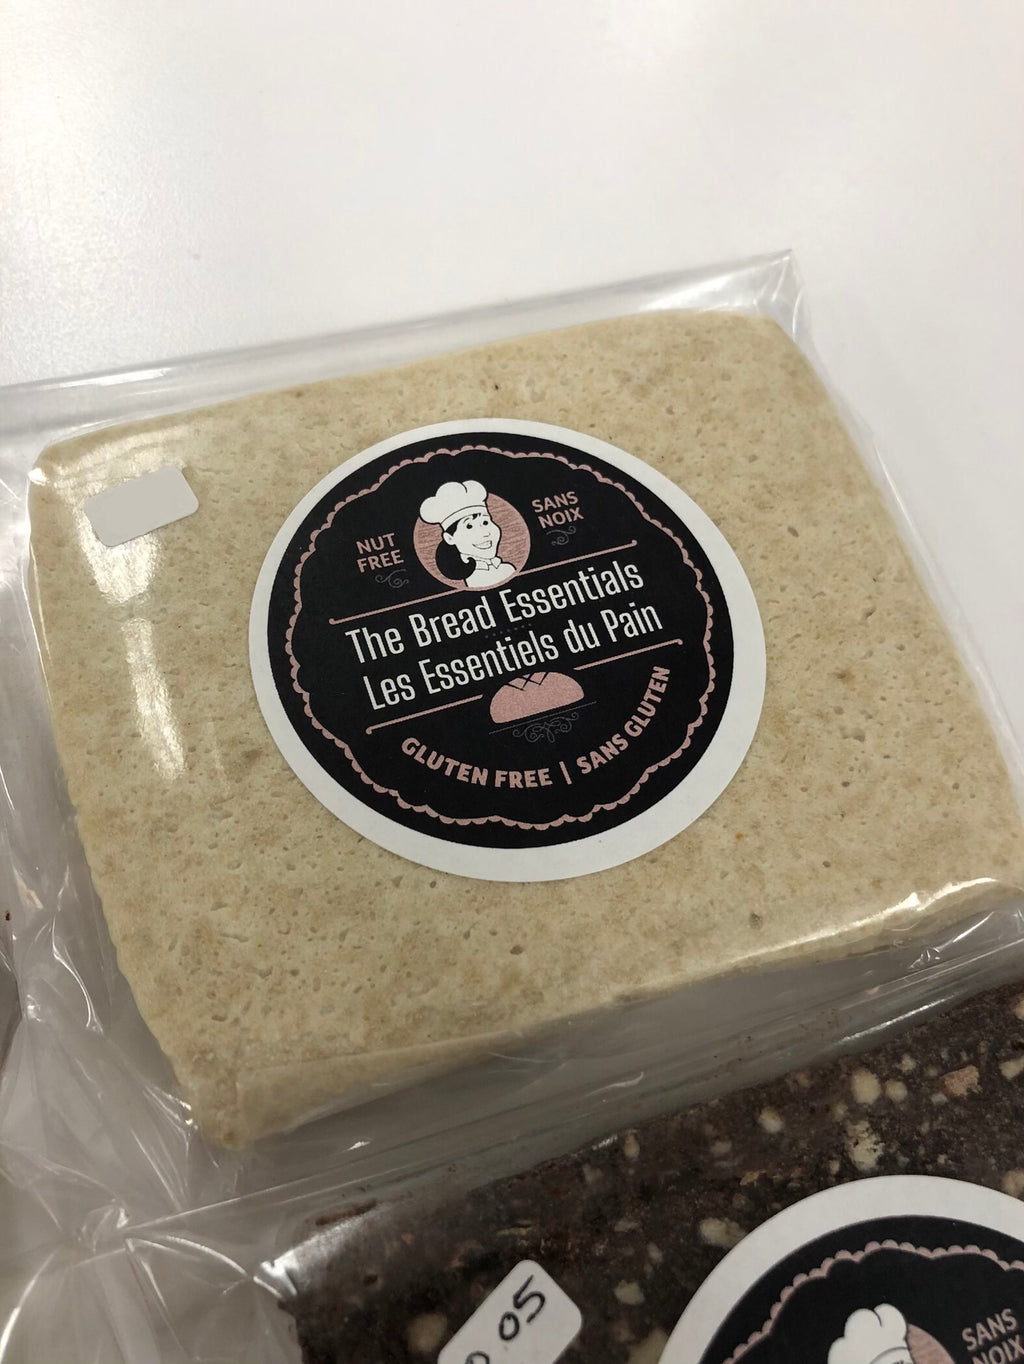 NUT
FREE
SANS
NOIX
The Bread Essentials
Les Essentiels du Pain
GLUTEN FREE | SANS GLUTEN
05
SANS
NOIX